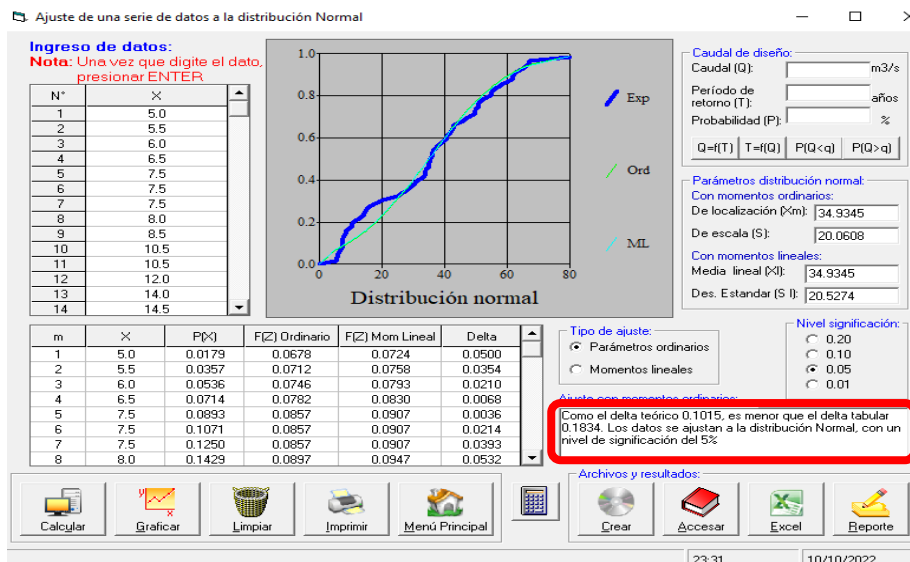 Ajuste de una serie de datos a la distribución Normal
Ingreso de datos:
Nota: Una vez que digite el dato,
presionar ENTER
N° X
1 5.0
2 5.5
3 6.0
4 6.5
5 7.5
6 7.5
7 7.5
8 8.0
9 8.5
10 10.5
11 10.5
12 12.0
13 14.0
14 14.5
1.0
0.8
0.6
0.4
0.2
0.0
0 20 40 60 80
Distribución normal
Exp
Ord
ML
Caudal de diseño:
Caudal (Q): m3/s
Período de
retorno (T): años
Probabilidad (P): %
Q=f(T) T=f(Q) P(Q<q) P(Q>q)
Parámetros distribución normal:
Con momentos ordinarios:
De localización (Xm): 34.9345
De escala (S): 20.0608
Con momentos lineales:
Media lineal (Xl): 34.9345
Des. Estandar (S l): 20.5274
m X P(X) F(Z) Ordinario F(Z) Mom Lineal Delta
1 5.0 0.0179 0.0678 0.0724 0.0500
2 5.5 0.0357 0.0712 0.0758 0.0354
3 6.0 0.0536 0.0746 0.0793 0.0210
4 6.5 0.0714 0.0782 0.0830 0.0068
5 7.5 0.0893 0.0857 0.0907 0.0036
6 7.5 0.1071 0.0857 0.0907 0.0214
7 7.5 0.1250 0.0857 0.0907 0.0393
8 8.0 0.1429 0.0897 0.0947 0.0532
Tipo de ajuste:
Parámetros ordinarios
Momentos lineales
Nivel significación:
0.20
0.10
0.05
0.01
Ajuste con momentos ordinarios:
Como el delta teórico 0.1015, es menor que el delta tabular
0.1834. Los datos se ajustan a la distribución Normal, con un
nivel de significación del 5%
Calcular Graficar Limpiar Imprimir Menú Principal
Archivos y resultados:
Crear Accesar Excel Reporte
23:31 10/10/2022